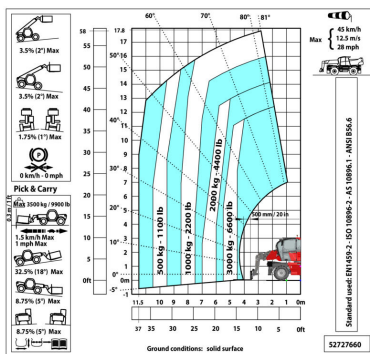 3.5% (2°) Max
3.5% (2°) Max
1.75% (1°) Max
P
0 km/h - 0 mph
Pick & Carry
Max 3500 kg / 9900 lb
0.3 m / 1 ft
1.5 km/h Max
1 mph Max
32.5% (18°) Max
8.75% (5°) Max
8.75% (5°) Max
60°
70°
80°
81°
50°
40°
30°
20°
10°
0°
58
55
50
45
40
35
30
25
20
15
10
5
0ft
-5
17.8
17
16
15
14
13
12
11
10
9
8
7
6
5
4
3
2
1
0m
-1
500 kg - 1100 lb
1000 kg - 2200 lb
2000 kg - 4400 lb
3000 kg - 6600 lb
500 mm / 20 in
11.5 10 9 8 7 6 5 4 3 2 1 0m
37 35 30 25 20 15 10 5 0ft
Ground conditions: solid surface
Max
45 km/h
12.5 m/s
28 mph
Standard used: EN1459-2 - ISO 10896-2 - AS 10896.1 - ANSI B56.6
52727660